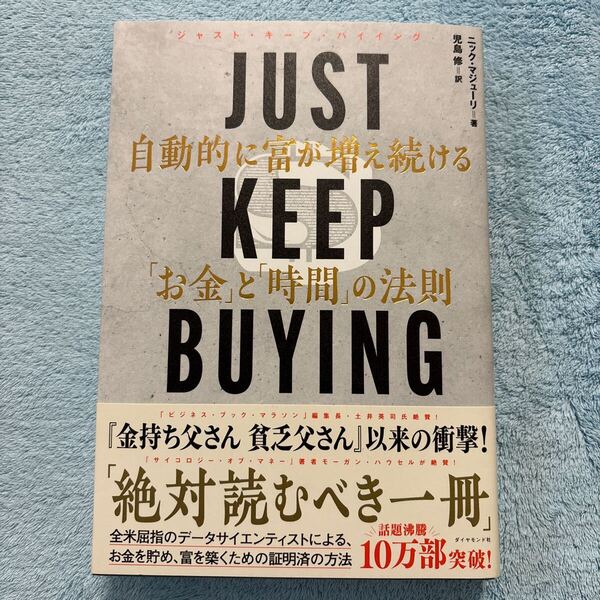 ジャスト・キープ・バイイング
ニック・マジューリ=著
児島 修=訳
JUST
自動的に富が増え続ける
KEEP
「お金」と「時間」の法則
BUYING
「ビジネス・ブック・マラソン」編集長・土井英司氏絶賛!
『金持ち父さん 貧乏父さん』以来の衝撃!
「サイコロジー・オブ・マネー」著者モーガン・ハウセルが絶賛!
「絶対読むべき一冊」
全米屈指のデータサイエンティストによる、
お金を貯め、富を築くための証明済の方法
話題沸騰
10万部突破!
ダイヤモンド社